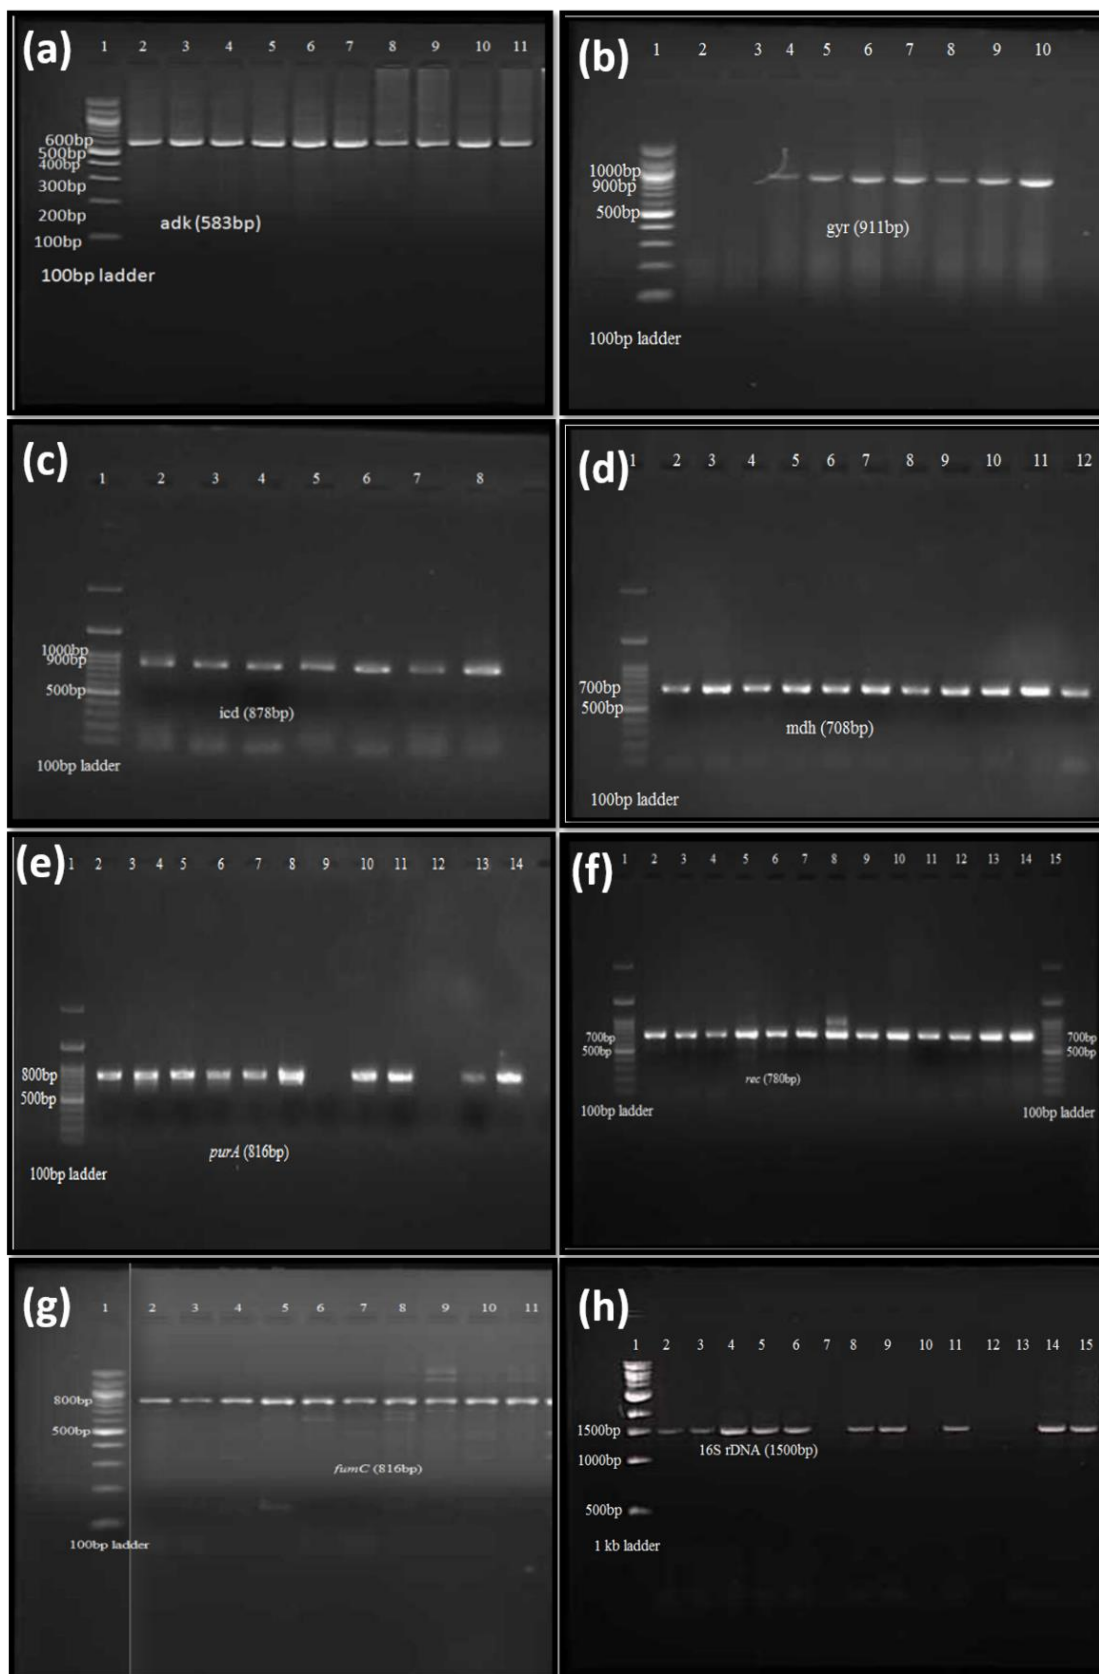 (a)
1 2 3 4 5 6 7 8 9 10 11
600bp
500bp
400bp
300bp
200bp
100bp
adk (583bp)
100bp ladder
(b)
1 2 3 4 5 6 7 8 9 10
1000bp
900bp
500bp
gyr (911bp)
100bp ladder
(c)
1 2 3 4 5 6 7 8
1000bp
900bp
500bp
icd (878bp)
100bp ladder
(d)
1 2 3 4 5 6 7 8 9 10 11 12
700bp
500bp
mdh (708bp)
100bp ladder
(e)
1 2 3 4 5 6 7 8 9 10 11 12 13 14
800bp
500bp
purA (816bp)
100bp ladder
(f)
1 2 3 4 5 6 7 8 9 10 11 12 13 14 15
700bp 700bp
500bp 500bp
rec (780bp)
100bp ladder 100bp ladder
(g)
1 2 3 4 5 6 7 8 9 10 11
800bp
500bp
fumC (816bp)
100bp ladder
(h)
1 2 3 4 5 6 7 8 9 10 11 12 13 14 15
1500bp
16S rDNA (1500bp)
1000bp
500bp
1 kb ladder